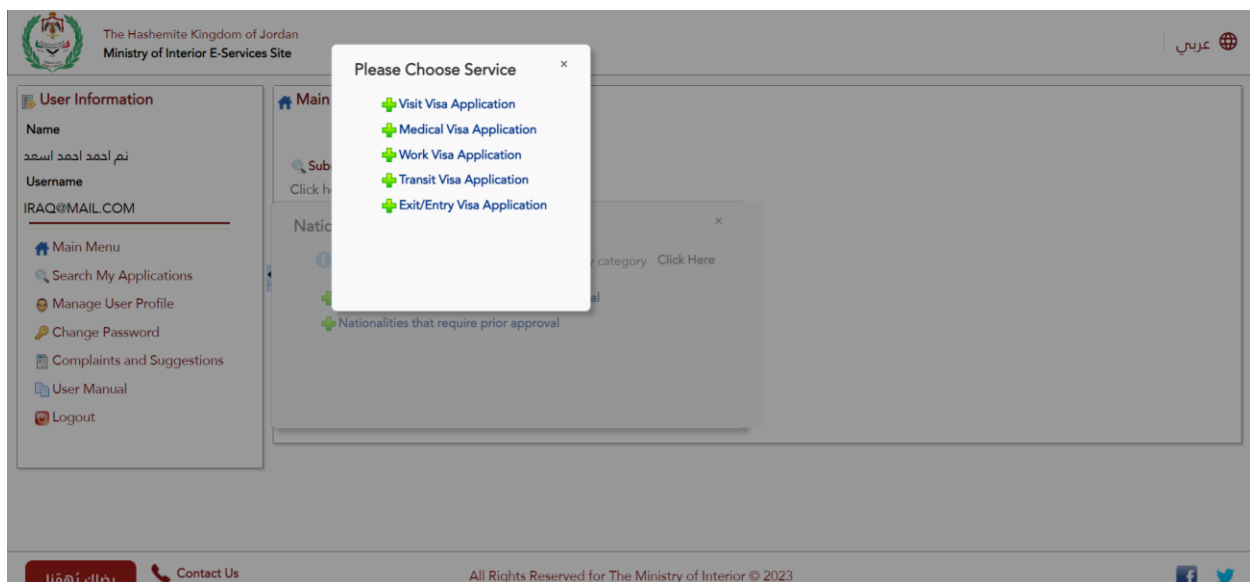 The Hashemite Kingdom of Jordan
Ministry of Interior E-Services Site
عربي
Please Choose Service ×
Visit Visa Application
Medical Visa Application
Work Visa Application
Transit Visa Application
Exit/Entry Visa Application
User Information
Name
نم احمد احمد اسعد
Username
IRAQ@MAIL.COM
Main Menu
Search My Applications
Manage User Profile
Change Password
Complaints and Suggestions
User Manual
Logout
Main
Click
×
category Click Here
Nationalities that require prior approval
Contact Us
All Rights Reserved for The Ministry of Interior © 2023